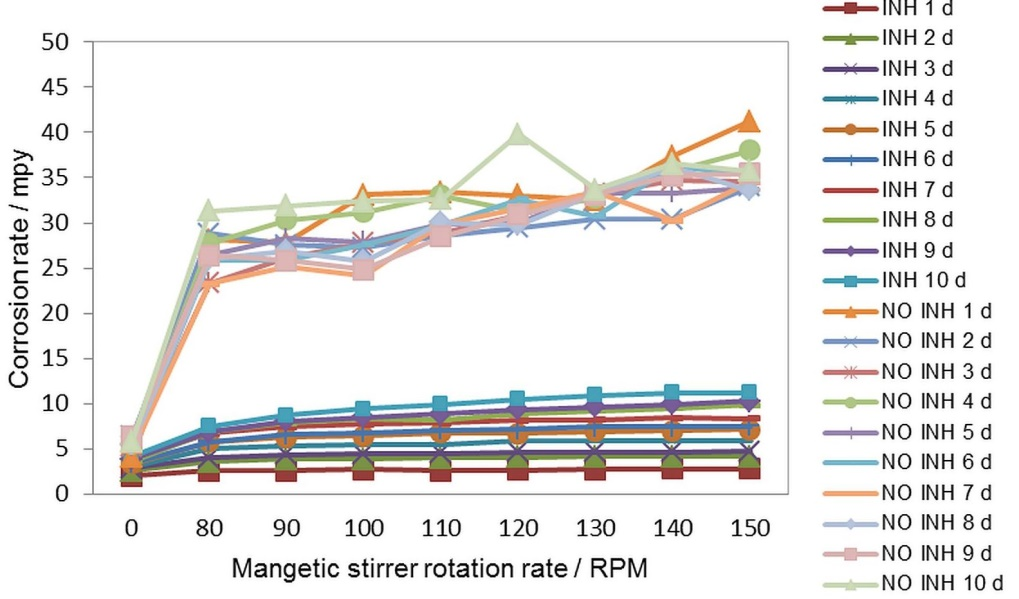 50
45
40
35
30
25
20
15
10
5
0
Corrosion rate / mpy
0 80 90 100 110 120 130 140 150
Mangetic stirrer rotation rate / RPM
INH 1 d
INH 2 d
INH 3 d
INH 4 d
INH 5 d
INH 6 d
INH 7 d
INH 8 d
INH 9 d
INH 10 d
NO INH 1 d
NO INH 2 d
NO INH 3 d
NO INH 4 d
NO INH 5 d
NO INH 6 d
NO INH 7 d
NO INH 8 d
NO INH 9 d
NO INH 10 d